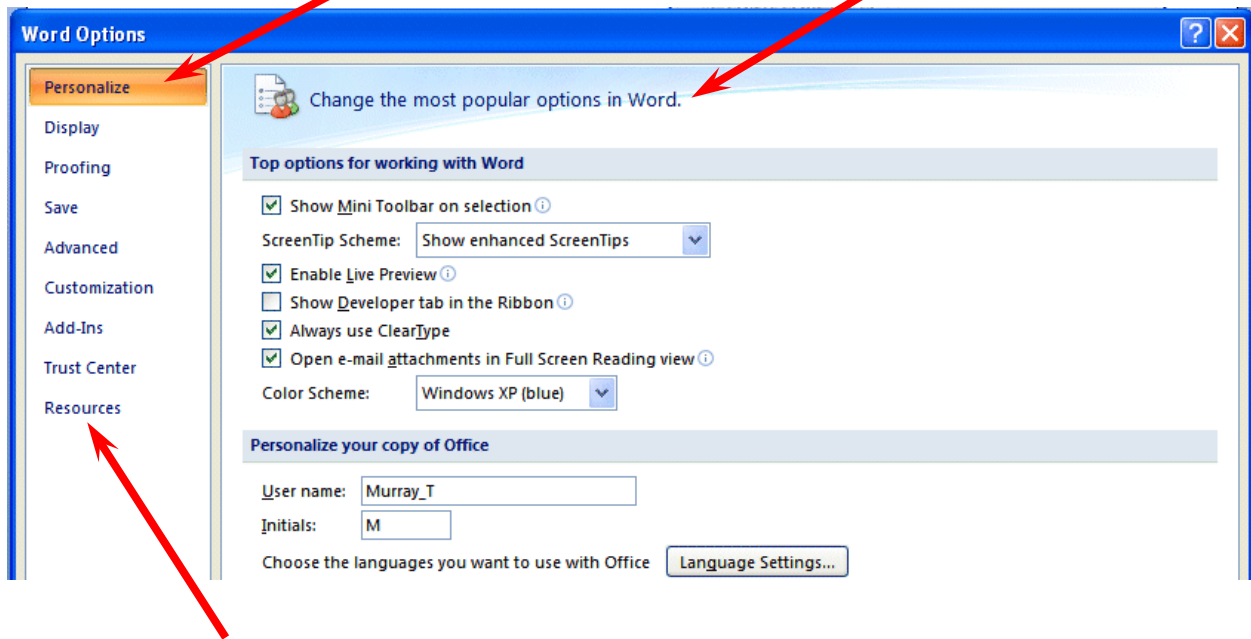 Word Options
Personalize
Display
Proofing
Save
Advanced
Customization
Add-Ins
Trust Center
Resources
Change the most popular options in Word.
Top options for working with Word
Show Mini Toolbar on selection
ScreenTip Scheme: Show enhanced ScreenTips
Enable Live Preview
Show Developer tab in the Ribbon
Always use ClearType
Open e-mail attachments in Full Screen Reading view
Color Scheme: Windows XP (blue)
Personalize your copy of Office
User name: Murray_T
Initials: M
Choose the languages you want to use with Office Language Settings...